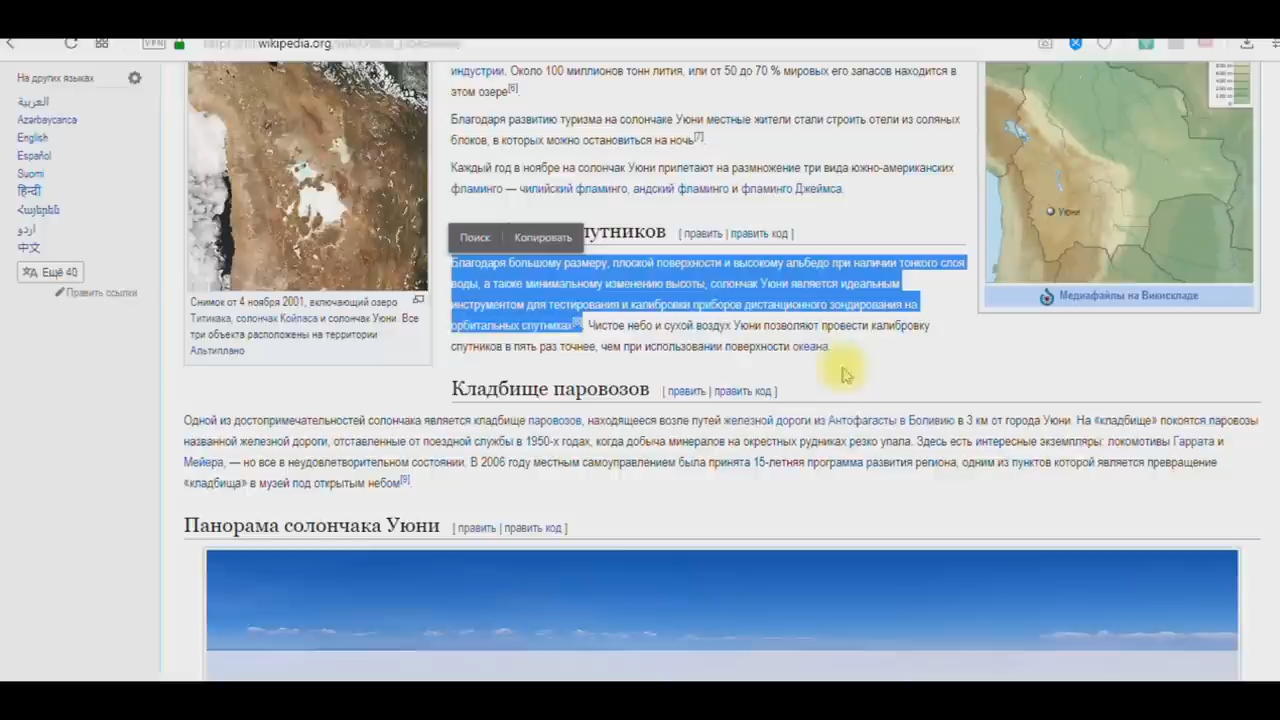 VPN
wikipedia.org
На других языках
العربية
Azərbaycanca
English
Español
Suomi
हिन्दी
Հայերեն
اردو
中文
Ещё 40
Править ссылки
Снимок от 4 ноября 2001, включающий озеро
Титикака, солончак Койпаса и солончак Уюни. Все
три объекта расположены на территории
Альтиплано
индустрии. Около 100 миллионов тонн лития, или от 50 до 70 % мировых его запасов находится в
этом озере[6].
Благодаря развитию туризма на солончаке Уюни местные жители стали строить отели из соляных
блоков, в которых можно остановиться на ночь[7].
Каждый год в ноябре на солончак Уюни прилетают на размножение три вида южно-американских
фламинго — чилийский фламинго, андский фламинго и фламинго Джеймса.
Поиск Копировать
путников [ править | править код ]
Благодаря большому размеру, плоской поверхности и высокому альбедо при наличии тонкого слоя
воды, а также минимальному изменению высоты, солончак Уюни является идеальным
инструментом для тестирования и калибровки приборов дистанционного зондирования на
орбитальных спутниках[8]. Чистое небо и сухой воздух Уюни позволяют провести калибровку
спутников в пять раз точнее, чем при использовании поверхности океана.
Уюни
Медиафайлы на Викискладе
Кладбище паровозов [ править | править код ]
Одной из достопримечательностей солончака является кладбище паровозов, находящееся возле путей железной дороги из Антофагасты в Боливию в 3 км от города Уюни. На «кладбище» покоятся паровозы
названной железной дороги, отставленные от поездной службы в 1950-х годах, когда добыча минералов на окрестных рудниках резко упала. Здесь есть интересные экземпляры: локомотивы Гаррата и
Мейера, — но все в неудовлетворительном состоянии. В 2006 году местным самоуправлением была принята 15-летняя программа развития региона, одним из пунктов которой является превращение
«кладбища» в музей под открытым небом[9].
Панорама солончака Уюни [ править | править код ]